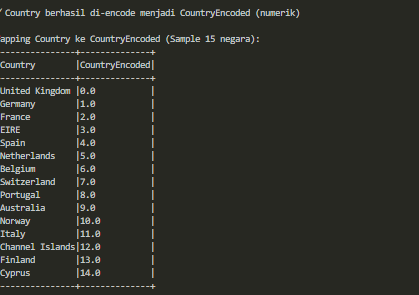 Country berhasil di-encode menjadi CountryEncoded (numerik)
apping Country ke CountryEncoded (Sample 15 negara):
---------------+--------------+
Country |CountryEncoded|
---------------+--------------+
United Kingdom |0.0 |
Germany |1.0 |
France |2.0 |
EIRE |3.0 |
Spain |4.0 |
Netherlands |5.0 |
Belgium |6.0 |
Switzerland |7.0 |
Portugal |8.0 |
Australia |9.0 |
Norway |10.0 |
Italy |11.0 |
Channel Islands|12.0 |
Finland |13.0 |
Cyprus |14.0 |
---------------+--------------+